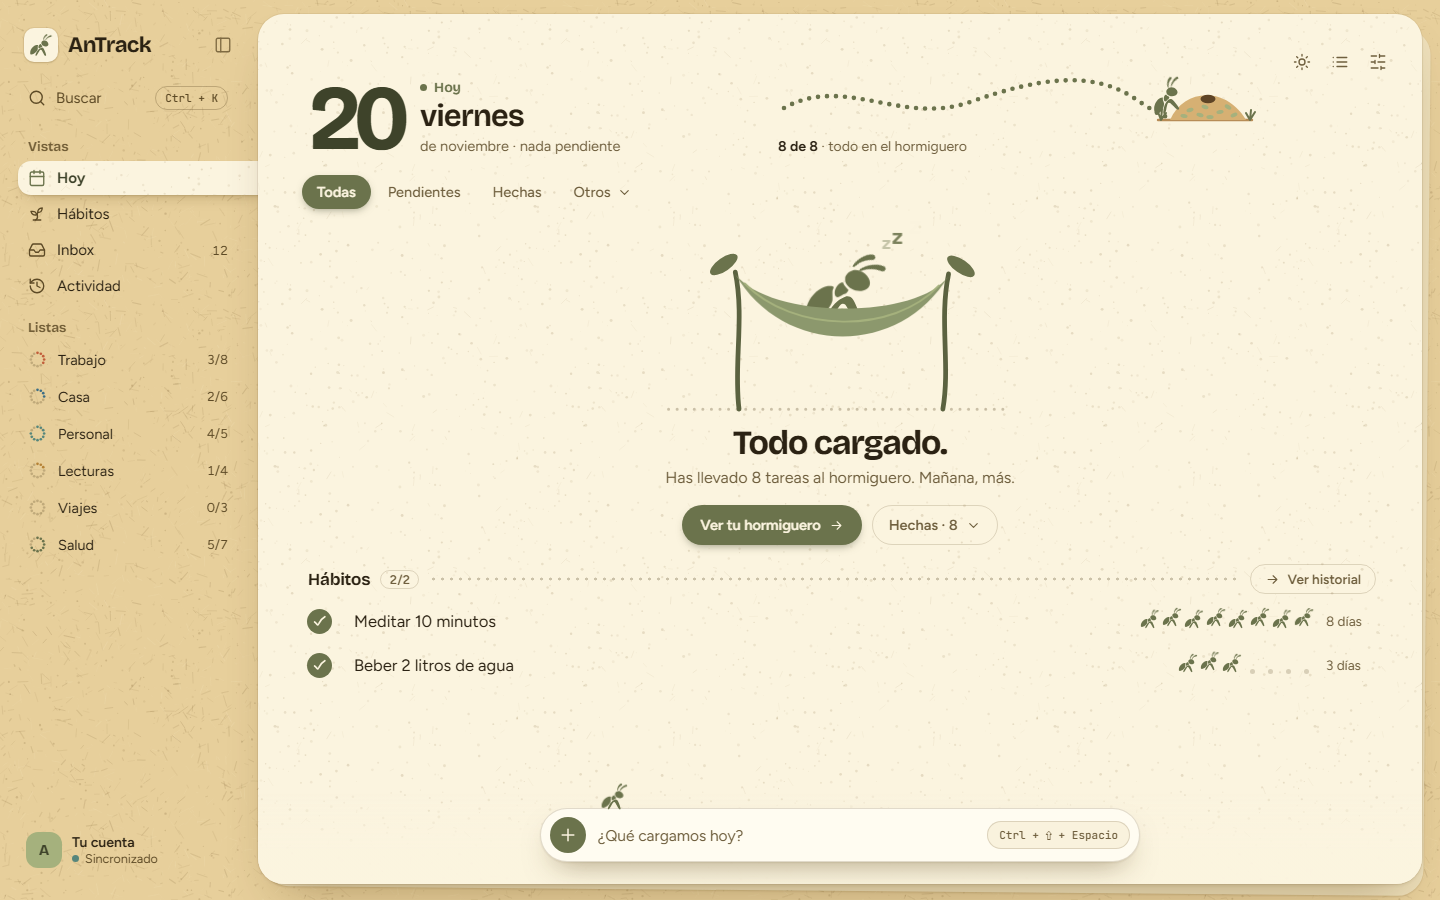 AnTrack
Buscar
Ctrl + K
Vistas
Hoy
Hábitos
Inbox
12
Actividad
Listas
Trabajo
3/8
Casa
2/6
Personal
4/5
Lecturas
1/4
Viajes
0/3
Salud
5/7
A
Tu cuenta
Sincronizado
20
Hoy
viernes
de noviembre · nada pendiente
8 de 8 · todo en el hormiguero
Todas
Pendientes
Hechas
Otros
z z
Todo cargado.
Has llevado 8 tareas al hormiguero. Mañana, más.
Ver tu hormiguero →
Hechas · 8
Hábitos
2/2
→ Ver historial
Meditar 10 minutos
8 días
Beber 2 litros de agua
3 días
¿Qué cargamos hoy?
Ctrl + ⇧ + Espacio